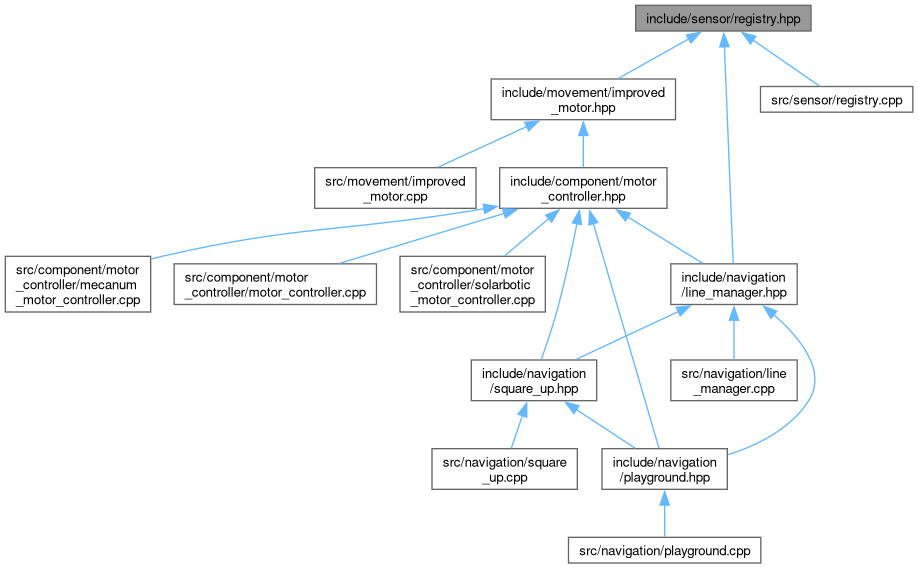 include/sensor/registry.hpp
include/movement/improved
_motor.hpp
src/sensor/registry.cpp
src/movement/improved
_motor.cpp
include/component/motor
_controller.hpp
src/component/motor
_controller/mecanum
_motor_controller.cpp
src/component/motor
_controller/motor_controller.cpp
src/component/motor
_controller/solarbotic
_motor_controller.cpp
include/navigation
/line_manager.hpp
include/navigation
/square_up.hpp
src/navigation/line
_manager.cpp
src/navigation/square
_up.cpp
include/navigation
/playground.hpp
src/navigation/playground.cpp